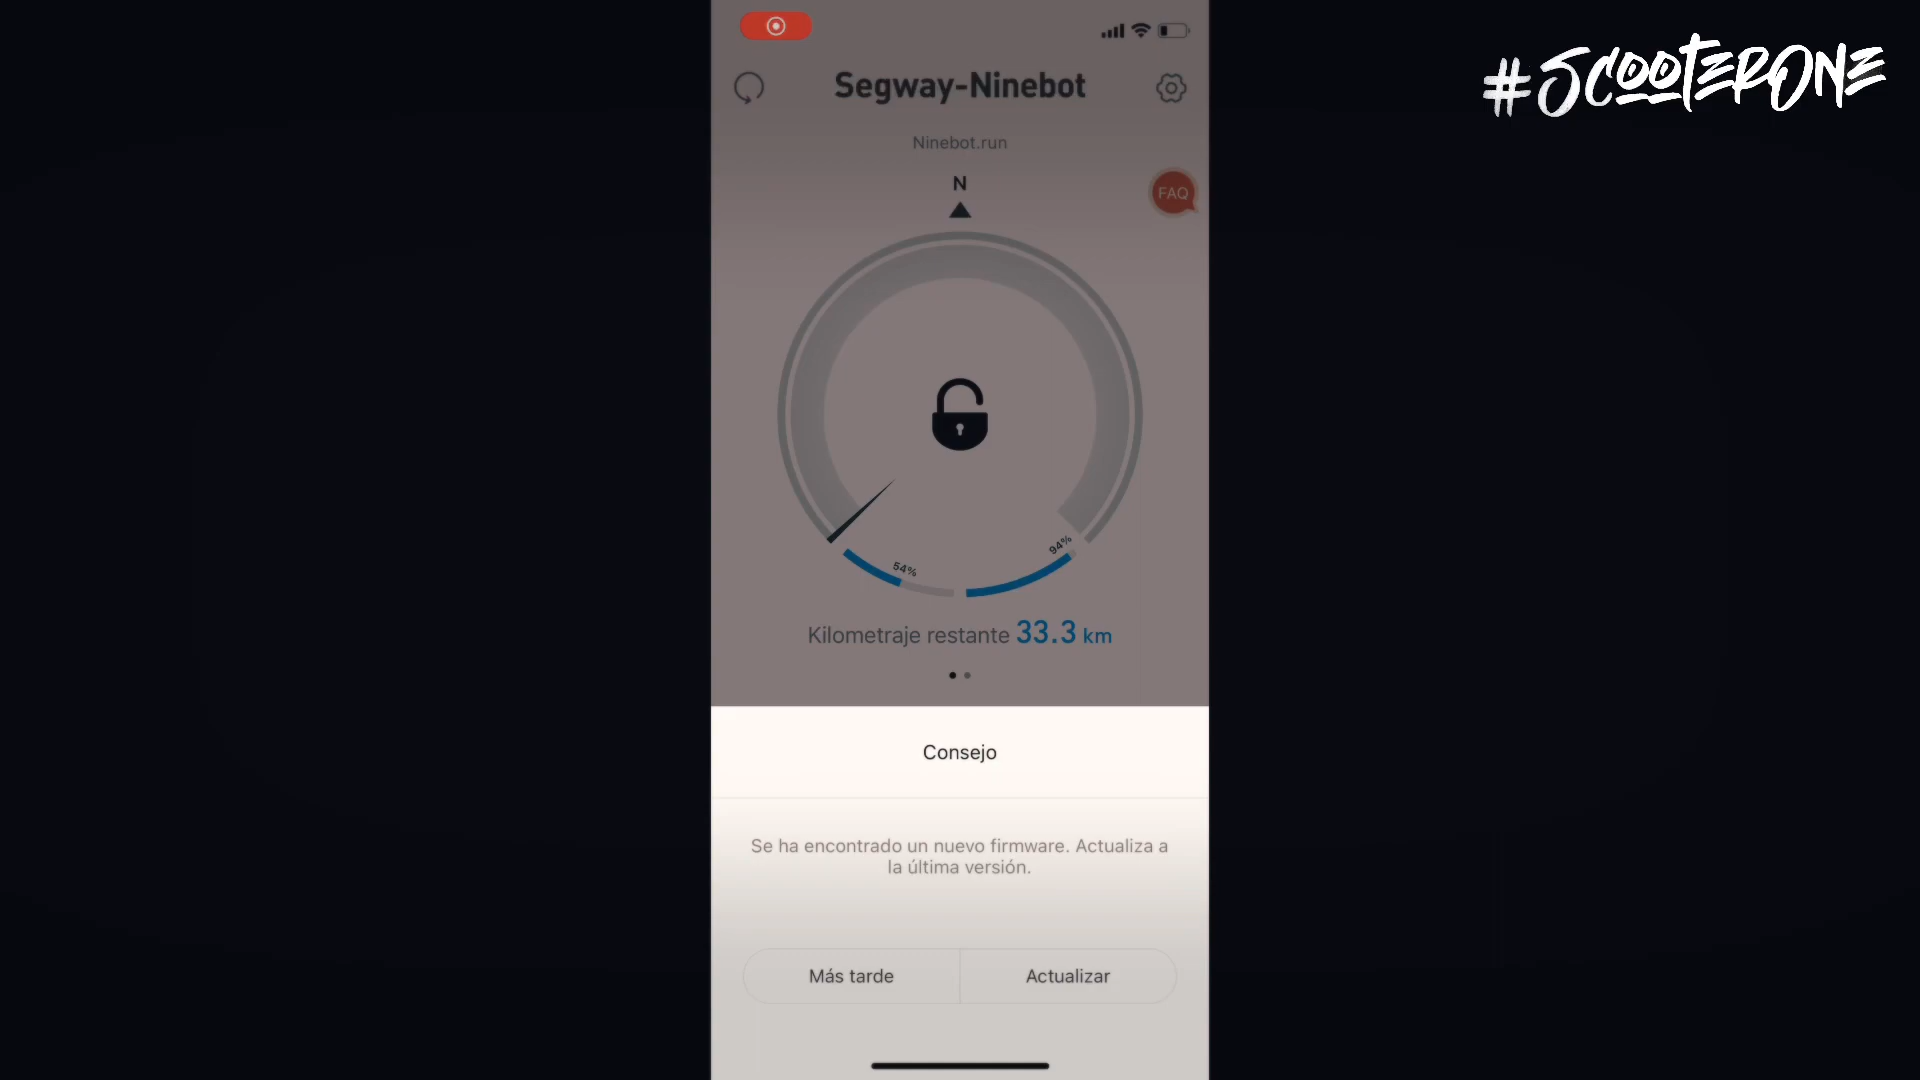 #SCOOTERONE
Segway-Ninebot
Ninebot.run
N
FAQ
54%
94%
Kilometraje restante 33.3 km
Consejo
Se ha encontrado un nuevo firmware. Actualiza a
la última versión.
Más tarde
Actualizar